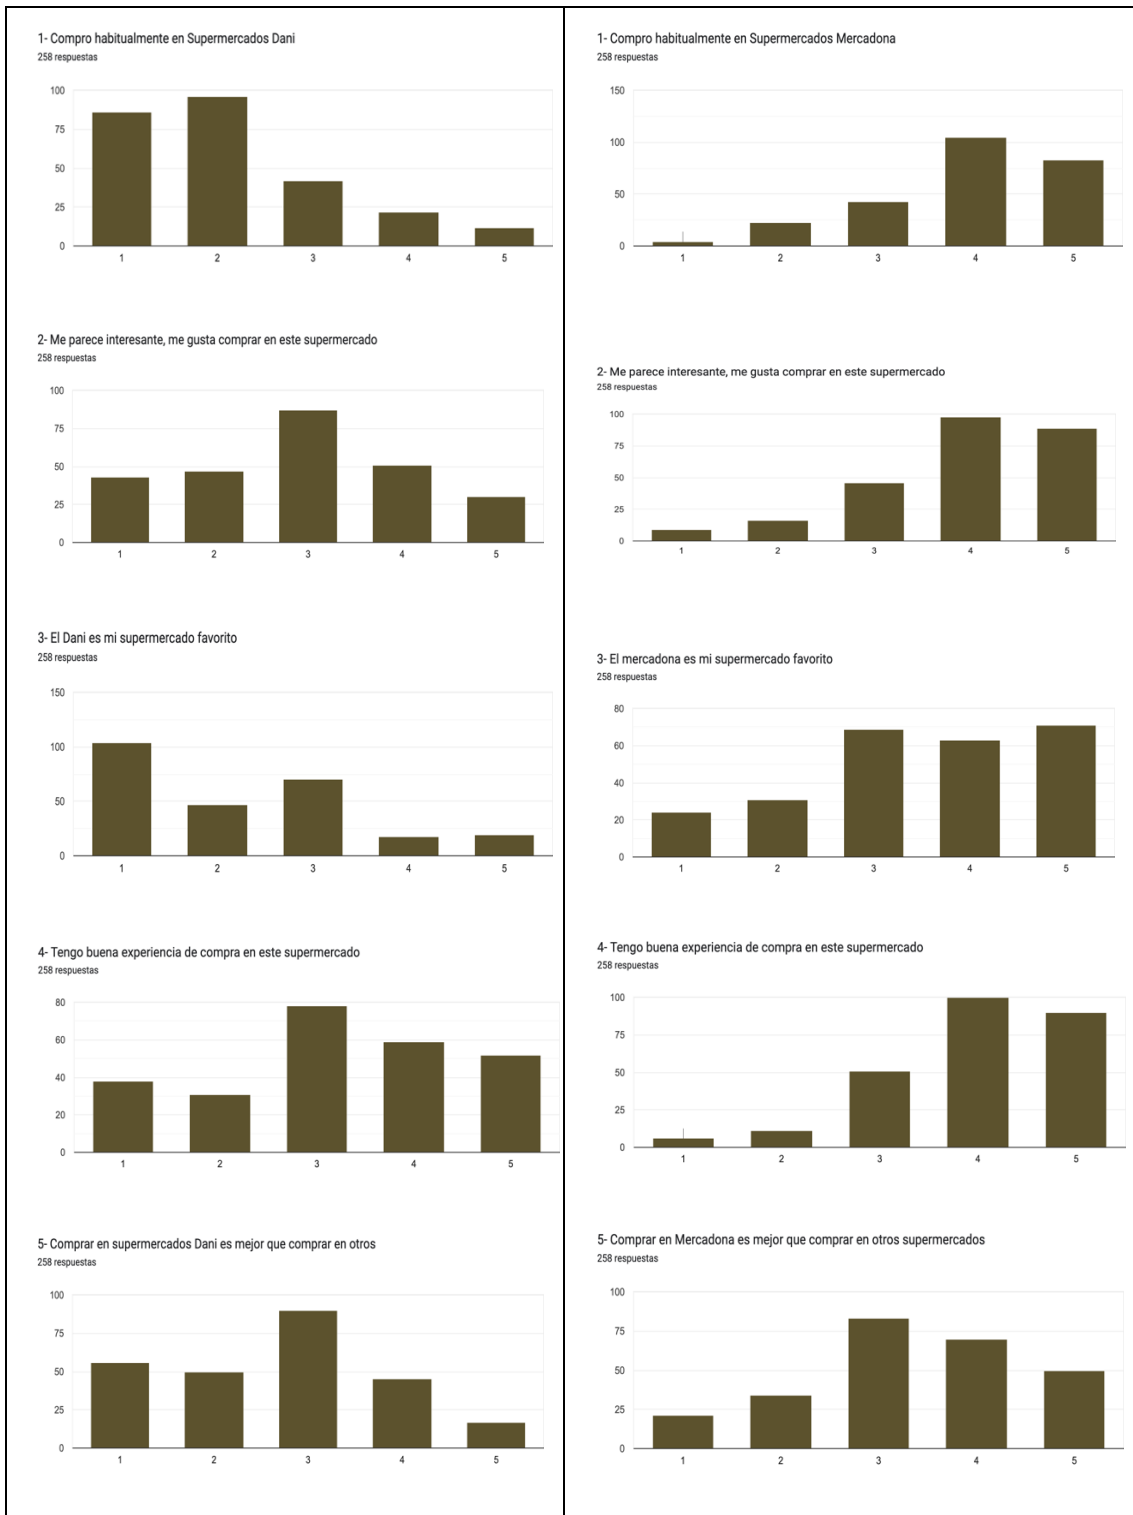 1- Compro habitualmente en Supermercados Dani
258 respuestas
100
75
50
25
0
1 2 3 4 5
2- Me parece interesante, me gusta comprar en este supermercado
258 respuestas
100
75
50
25
0
1 2 3 4 5
3- El Dani es mi supermercado favorito
258 respuestas
150
100
50
0
1 2 3 4 5
4- Tengo buena experiencia de compra en este supermercado
258 respuestas
80
60
40
20
0
1 2 3 4 5
5- Comprar en supermercados Dani es mejor que comprar en otros
258 respuestas
100
75
50
25
0
1 2 3 4 5
1- Compro habitualmente en Supermercados Mercadona
258 respuestas
150
100
50
0
1 2 3 4 5
2- Me parece interesante, me gusta comprar en este supermercado
258 respuestas
100
75
50
25
0
1 2 3 4 5
3- El mercadona es mi supermercado favorito
258 respuestas
80
60
40
20
0
1 2 3 4 5
4- Tengo buena experiencia de compra en este supermercado
258 respuestas
100
75
50
25
0
1 2 3 4 5
5- Comprar en Mercadona es mejor que comprar en otros supermercados
258 respuestas
100
75
50
25
0
1 2 3 4 5